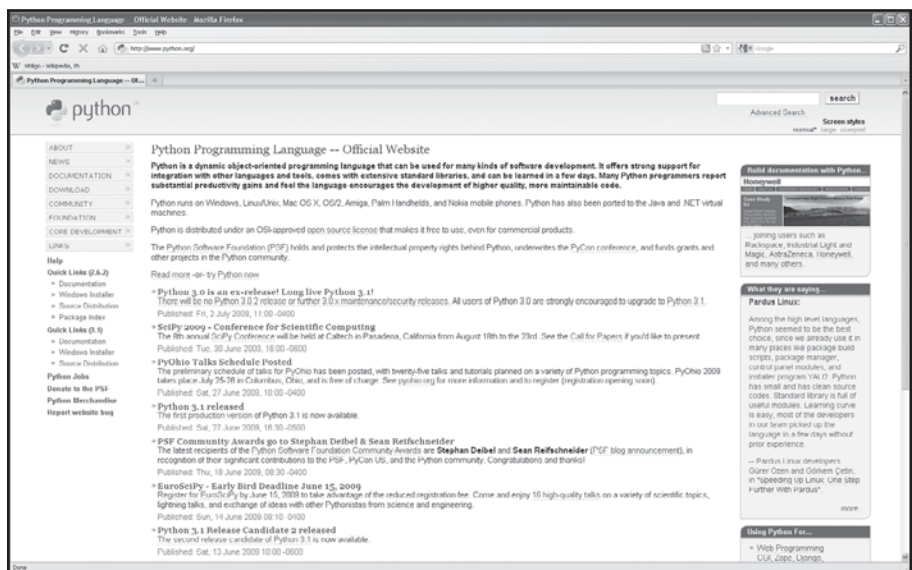 Python Programming Language Official Website Mozilla Firefox
File Edit View History Bookmarks Tools Help
http://www.python.org/
Google
Python Programming Language -- Of...
python
search
Advanced Search
Screen styles
normal* large userpref
ABOUT
NEWS
DOCUMENTATION
DOWNLOAD
COMMUNITY
FOUNDATION
CORE DEVELOPMENT
LINKS
Help
Quick Links (2.6.2)
» Documentation
» Windows Installer
» Source Distribution
» Package Index
Quick Links (3.1)
» Documentation
» Windows Installer
» Source Distribution
Python Jobs
Donate to the PSF
Python Merchandise
Report website bug
Python Programming Language -- Official Website
Python is a dynamic object-oriented programming language that can be used for many kinds of software development. It offers strong support for
integration with other languages and tools, comes with extensive standard libraries, and can be learned in a few days. Many Python programmers report
substantial productivity gains and feel the language encourages the development of higher quality, more maintainable code.
Python runs on Windows, Linux/Unix, Mac OS X, OS/2, Amiga, Palm Handhelds, and Nokia mobile phones. Python has also been ported to the Java and .NET virtual
machines.
Python is distributed under an OSI-approved open source license that makes it free to use, even for commercial products.
The Python Software Foundation (PSF) holds and protects the intellectual property rights behind Python, underwrites the PyCon conference, and funds grants and
other projects in the Python community.
Read more -or- try Python now
» Python 3.0 is an ex-release! Long live Python 3.1!
There will be no Python 3.0.2 release or further 3.0.x maintenance/security releases. All users of Python 3.0 are strongly encouraged to upgrade to Python 3.1.
Published: Fri, 2 July 2009, 11:00 -0400
» SciPy 2009 - Conference for Scientific Computing
The 8th annual SciPy Conference will be held at Caltech in Pasadena, California from August 18th to the 23rd. See the Call for Papers if you'd like to present.
Published: Tue, 30 June 2009, 16:00 -0800
» PyOhio Talks Schedule Posted
The preliminary schedule of talks for PyOhio has been posted, with twenty-five talks and tutorials planned on a variety of Python programming topics. PyOhio 2009
takes place July 25-26 in Columbus, Ohio, and is free of charge. See pyohio.org for more information and to register (registration opening soon).
Published: Sat, 27 June 2009, 18:00 -0400
» Python 3.1 released
The first production version of Python 3.1 is now available.
Published: Sat, 27 June 2009, 16:30 -0500
» PSF Community Awards go to Stephan Deibel & Sean Reifschneider
The latest recipients of the Python Software Foundation Community Awards are Stephan Deibel and Sean Reifschneider (PSF blog announcement), in
recognition of their significant contributions to the PSF, PyCon US, and the Python community. Congratulations and thanks!
Published: Thu, 18 June 2009, 08:30 -0400
» EuroSciPy - Early Bird Deadline June 15, 2009
Register for EuroSciPy by June 15, 2009 to take advantage of the reduced registration fee. Come and enjoy 16 high-quality talks on a variety of scientific topics,
lightning talks, and exchange of ideas with other Pythonistas from science and engineering.
Published: Sun, 14 June 2009 08:10 -0400
» Python 3.1 Release Candidate 2 released
The second release candidate of Python 3.1 is now available.
Published: Sat, 13 June 2009 10:00 -0600
Build documentation with Python...
Honeywell
... joining users such as
Rackspace, Industrial Light and
Magic, AstraZeneca, Honeywell,
and many others.
What they are saying...
Pardus Linux:
Among the high level languages,
Python seemed to be the best
choice, since we already use it in
many places like package build
scripts, package manager,
control panel modules, and
installer program YALI2. Python
has small and has clean source
codes. Standard library is full of
useful modules. Learning curve
is easy, most of the developers
in our team picked up the
language in a few days without
prior experience.
-- Pardus Linux developers
Gürer Özen and Görkem Çetin,
in "Speeding Up Linux: One Step
Further With Pardus".
more
Using Python For...
» Web Programming
CGI, Zope, Django,
Done